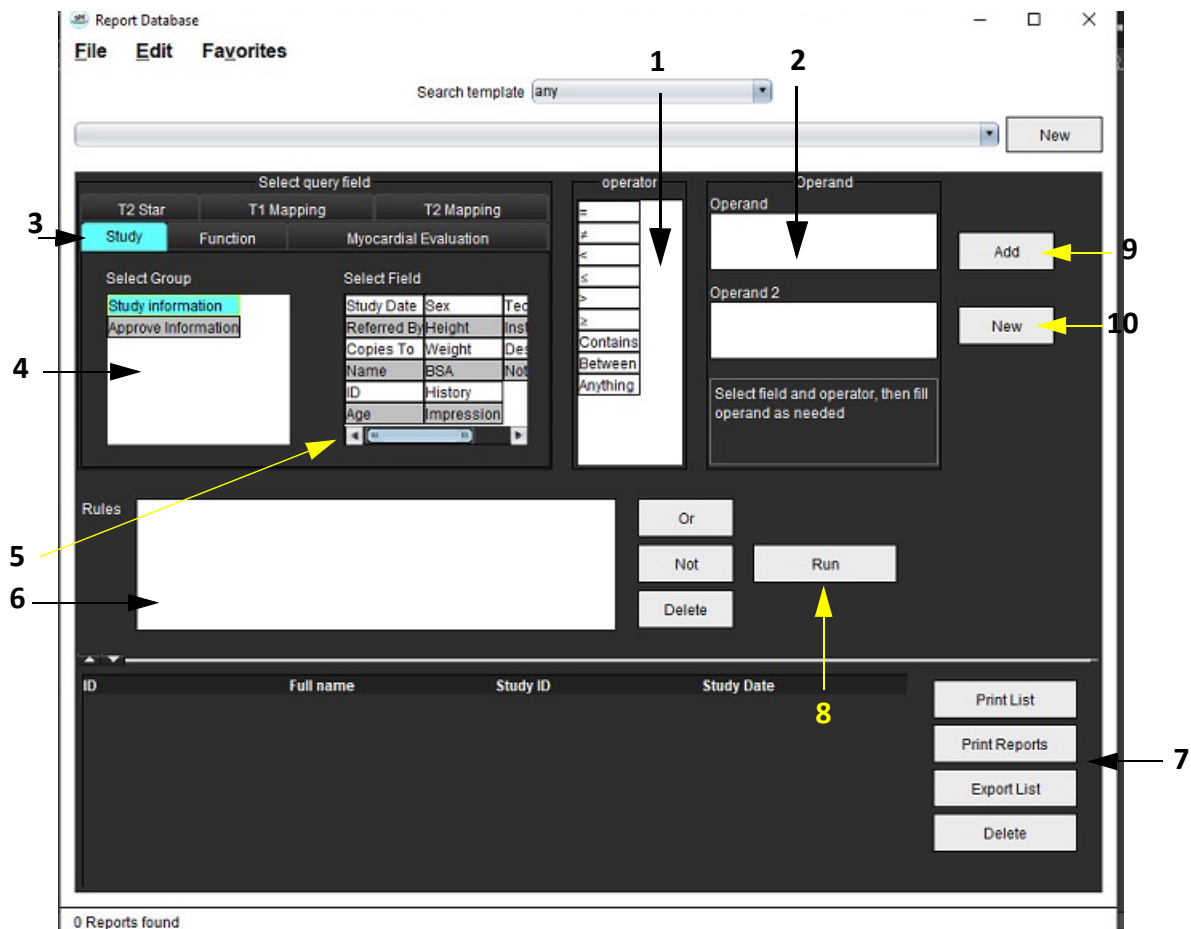 Report Database
File Edit Favorites
1 2
Search template any
New
Select query field operator Operand
T2 Star T1 Mapping T2 Mapping
3 Study Function Myocardial Evaluation
Select Group Select Field
Study information
Approve Information
4
Study Date Sex Tec
Referred By Height Inst
Copies To Weight Des
Name BSA Not
ID History
Age Impression
5
=
≠
<
≤
>
≥
Contains
Between
Anything
Operand
Operand 2
Select field and operator, then fill
operand as needed
Add 9
New 10
Rules
6
Or
Not Run
Delete
8
ID Full name Study ID Study Date
Print List
Print Reports
7
Export List
Delete
0 Reports found